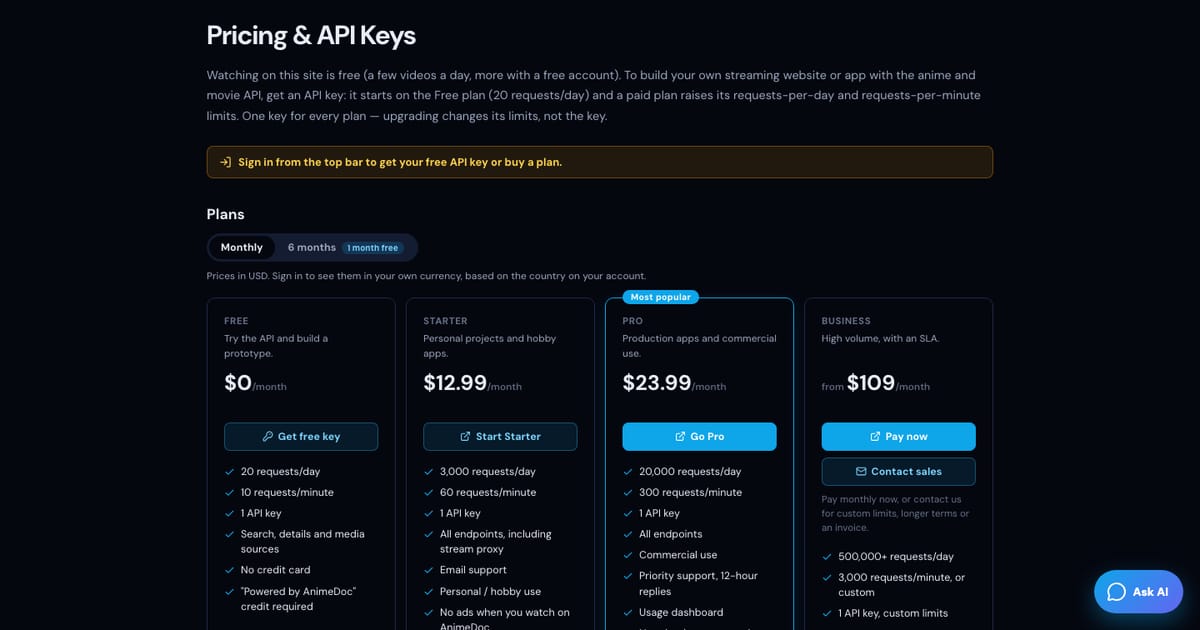 Pricing & API Keys
Watching on this site is free (a few videos a day, more with a free account). To build your own streaming website or app with the anime and
movie API, get an API key: it starts on the Free plan (20 requests/day) and a paid plan raises its requests-per-day and requests-per-minute
limits. One key for every plan — upgrading changes its limits, not the key.
Sign in from the top bar to get your free API key or buy a plan.
Plans
Monthly
6 months 1 month free
Prices in USD. Sign in to see them in your own currency, based on the country on your account.
FREE
Try the API and build a
prototype.
$0/month
Get free key
20 requests/day
10 requests/minute
1 API key
Search, details and media
sources
No credit card
"Powered by AnimeDoc"
credit required
STARTER
Personal projects and hobby
apps.
$12.99/month
Start Starter
3,000 requests/day
60 requests/minute
1 API key
All endpoints, including
stream proxy
Email support
Personal / hobby use
No ads when you watch on
AnimeDoc
Most popular
PRO
Production apps and commercial
use.
$23.99/month
Go Pro
20,000 requests/day
300 requests/minute
1 API key
All endpoints
Commercial use
Priority support, 12-hour
replies
Usage dashboard
BUSINESS
High volume, with an SLA.
from $109/month
Pay now
Contact sales
Pay monthly now, or contact us
for custom limits, longer terms or
an invoice.
500,000+ requests/day
3,000 requests/minute, or
custom
1 API key, custom limits
Ask AI